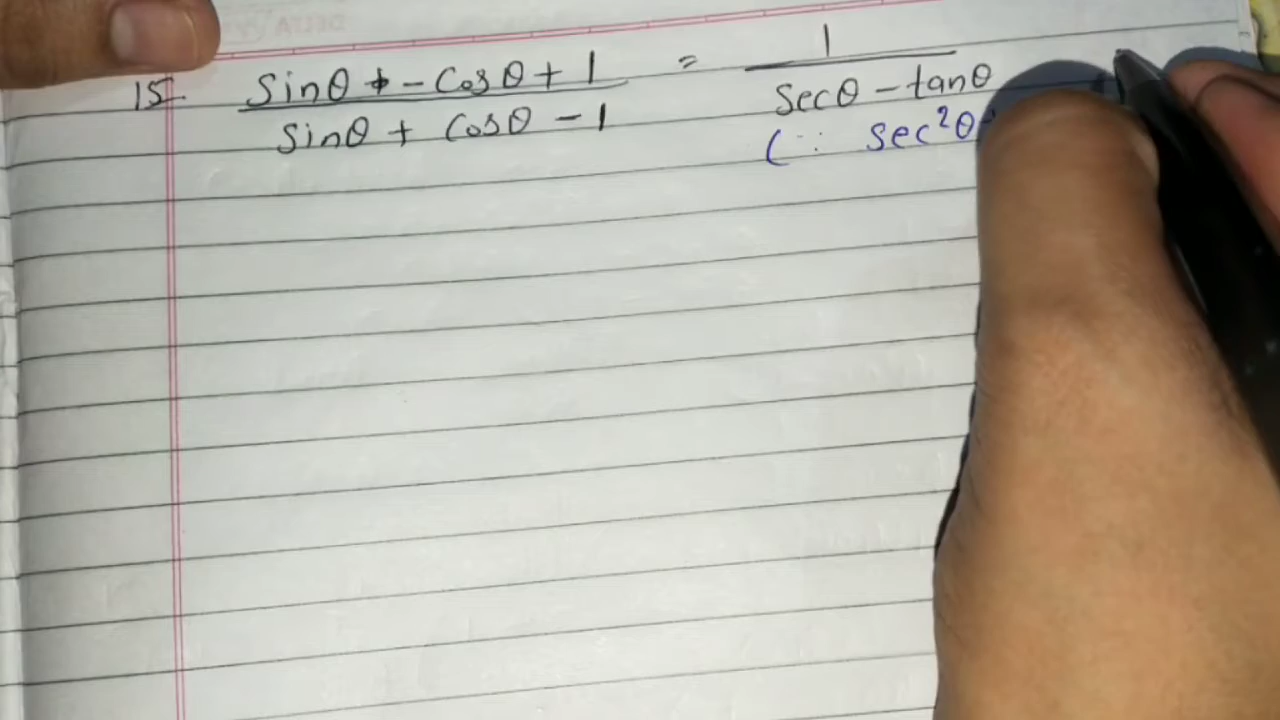 15 sinθ - cosθ + 1 = 1
sinθ + cosθ - 1 secθ - tanθ
(∵ sec²θ